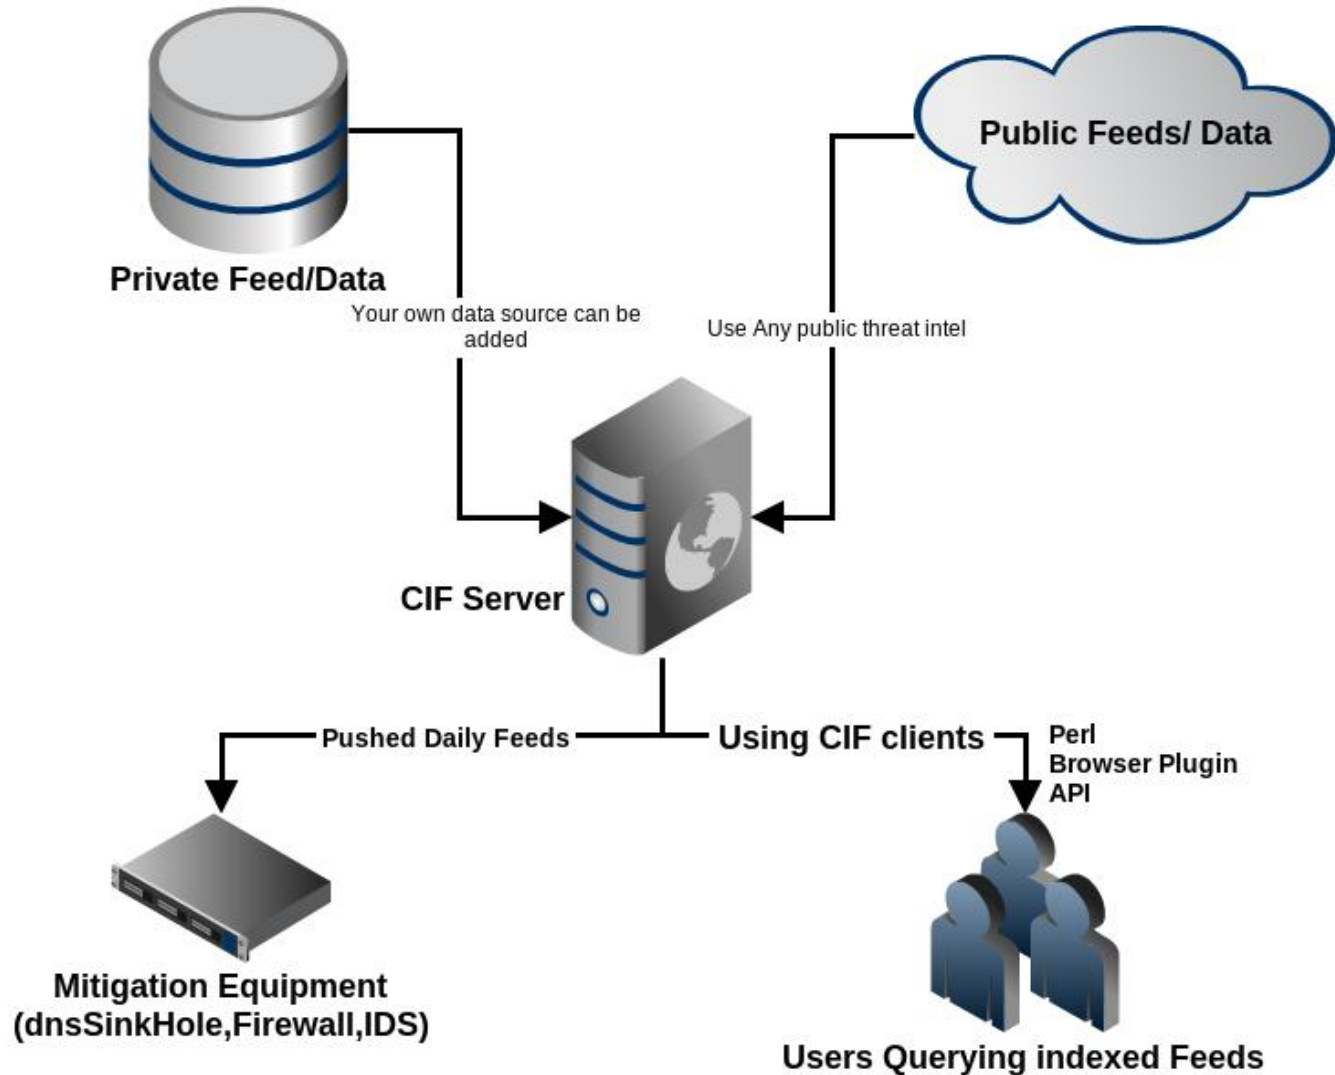 Public Feeds/ Data
Private Feed/Data
Your own data source can be
added
Use Any public threat intel
CIF Server
Pushed Daily Feeds
Using CIF clients
Perl
Browser Plugin
API
Mitigation Equipment
(dnsSinkHole,Firewall,IDS)
Users Querying indexed Feeds